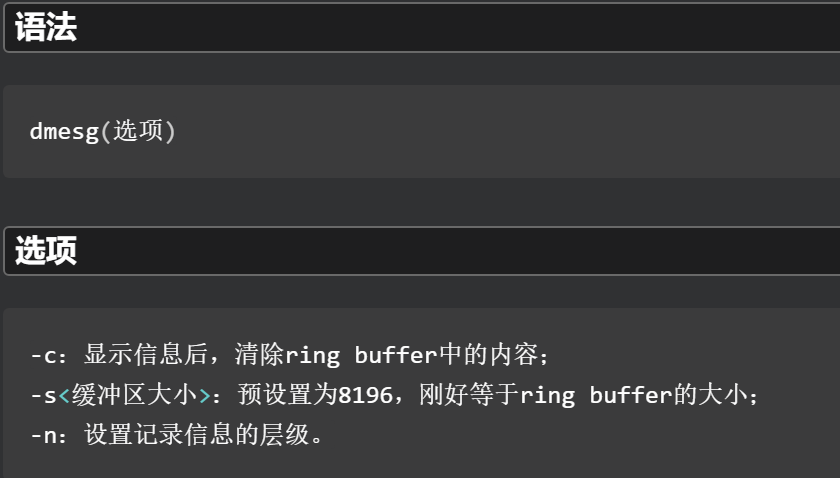 语法
dmesg(选项)
选项
-c：显示信息后，清除ring buffer中的内容；
-s<缓冲区大小>：预设置为8196，刚好等于ring buffer的大小；
-n：设置记录信息的层级。